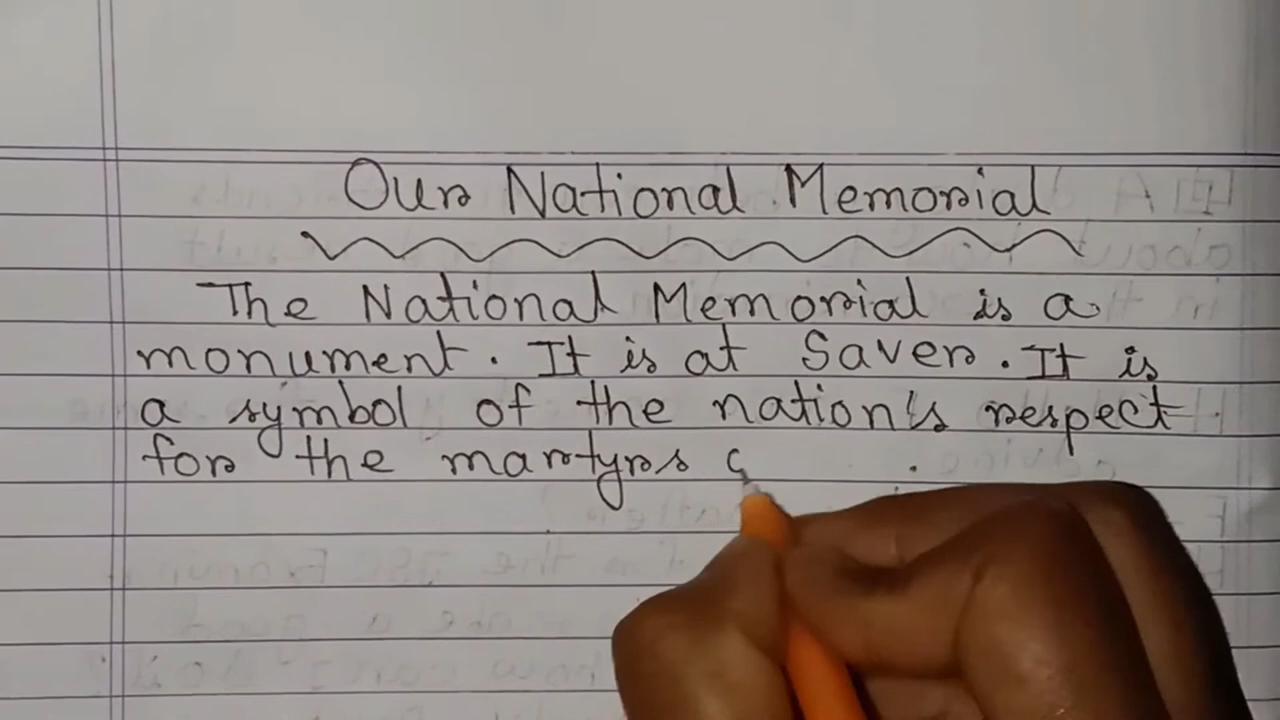 Our National Memorial
The National Memorial is a
monument. It is at Saver. It is
a symbol of the nation's respect
for the martyrs